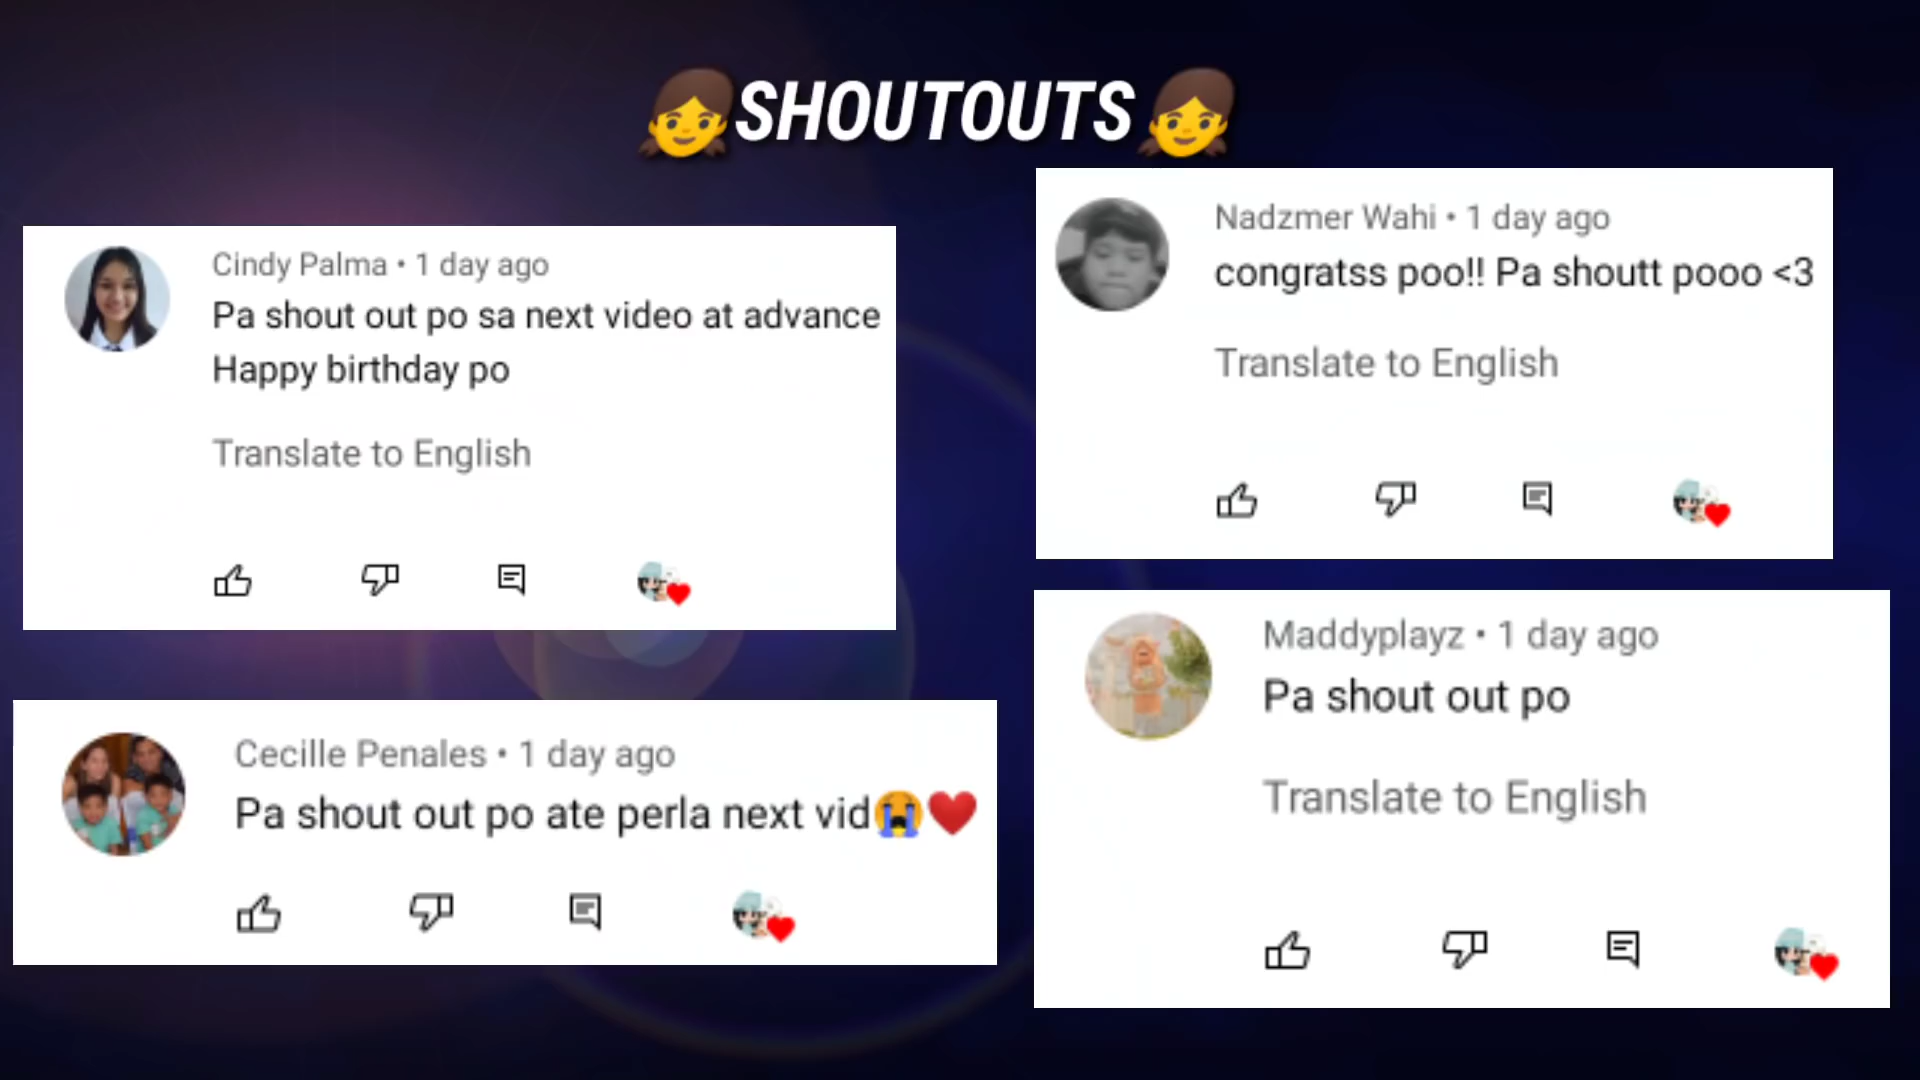 👧SHOUTOUTS👧
Cindy Palma • 1 day ago
Pa shout out po sa next video at advance
Happy birthday po
Translate to English
Nadzmer Wahi • 1 day ago
congratss poo!! Pa shoutt pooo <3
Translate to English
Cecille Penales • 1 day ago
Pa shout out po ate perla next vid😭❤️
Maddyplayz • 1 day ago
Pa shout out po
Translate to English